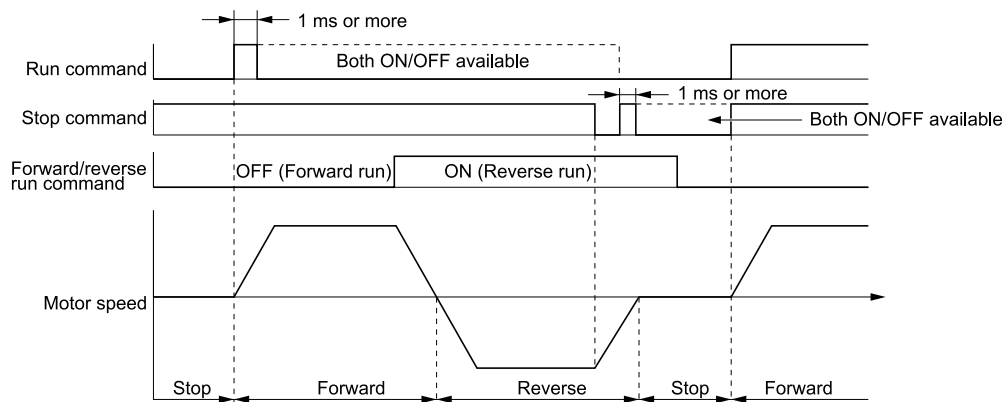 1 ms or more
Run command
Both ON/OFF available
1 ms or more
Stop command
Both ON/OFF available
Forward/reverse
run command
OFF (Forward run)
ON (Reverse run)
Motor speed
Stop
Forward
Reverse
Stop
Forward